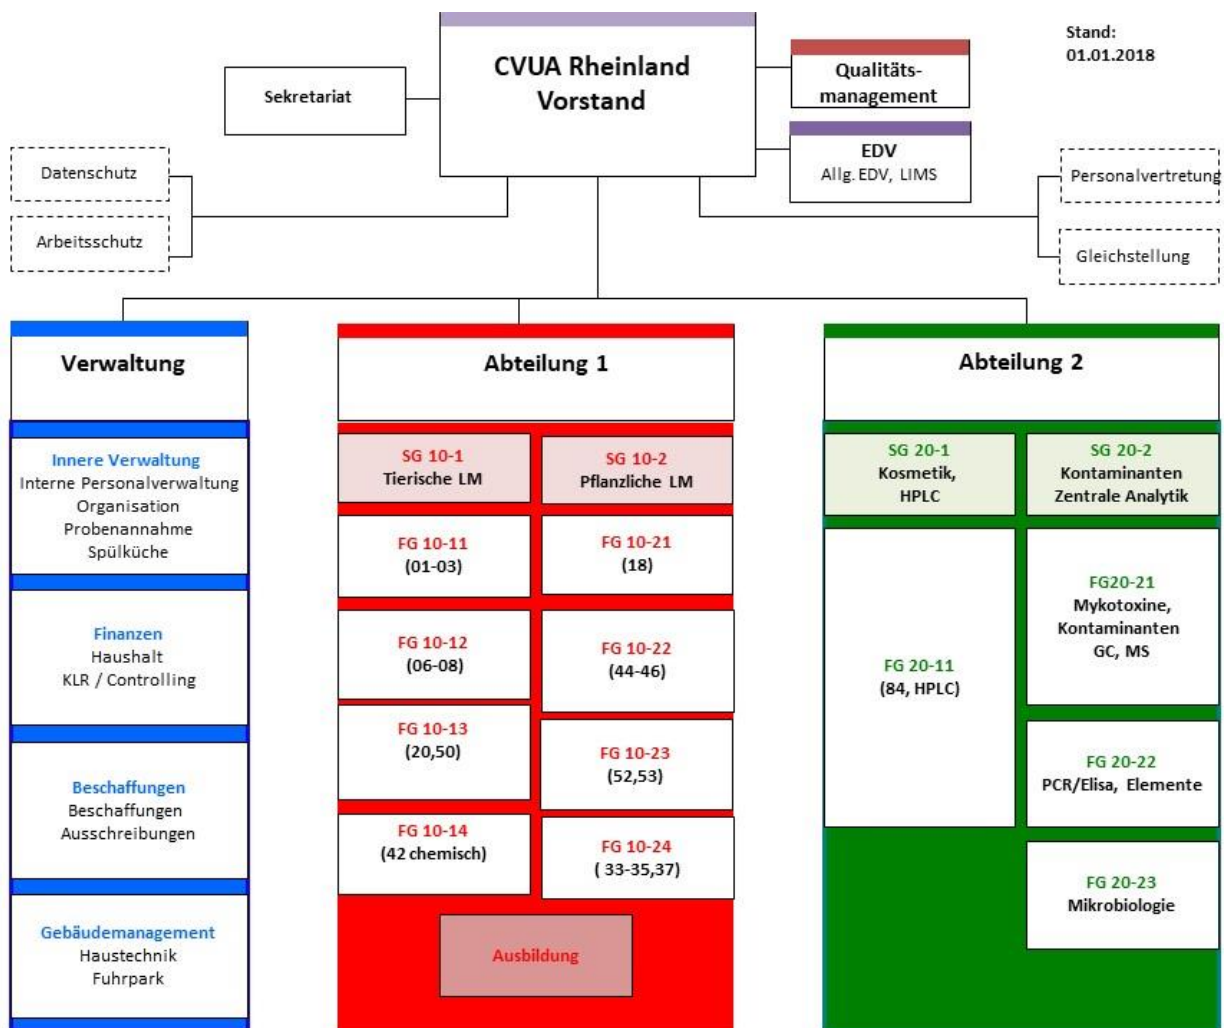 Stand:
01.01.2018
CVUA Rheinland
Vorstand
Sekretariat
Qualitäts-
management
EDV
Allg. EDV, LIMS
Datenschutz
Arbeitsschutz
Personalvertretung
Gleichstellung
Verwaltung
Innere Verwaltung
Interne Personalverwaltung
Organisation
Probenannahme
Spülküche
Finanzen
Haushalt
KLR / Controlling
Beschaffungen
Beschaffungen
Ausschreibungen
Gebäudemanagement
Haustechnik
Fuhrpark
Abteilung 1
SG 10-1
Tierische LM
FG 10-11
(01-03)
FG 10-12
(06-08)
FG 10-13
(20,50)
FG 10-14
(42 chemisch)
SG 10-2
Pflanzliche LM
FG 10-21
(18)
FG 10-22
(44-46)
FG 10-23
(52,53)
FG 10-24
( 33-35,37)
Ausbildung
Abteilung 2
SG 20-1
Kosmetik,
HPLC
FG 20-11
(84, HPLC)
SG 20-2
Kontaminanten
Zentrale Analytik
FG20-21
Mykotoxine,
Kontaminanten
GC, MS
FG 20-22
PCR/Elisa, Elemente
FG 20-23
Mikrobiologie